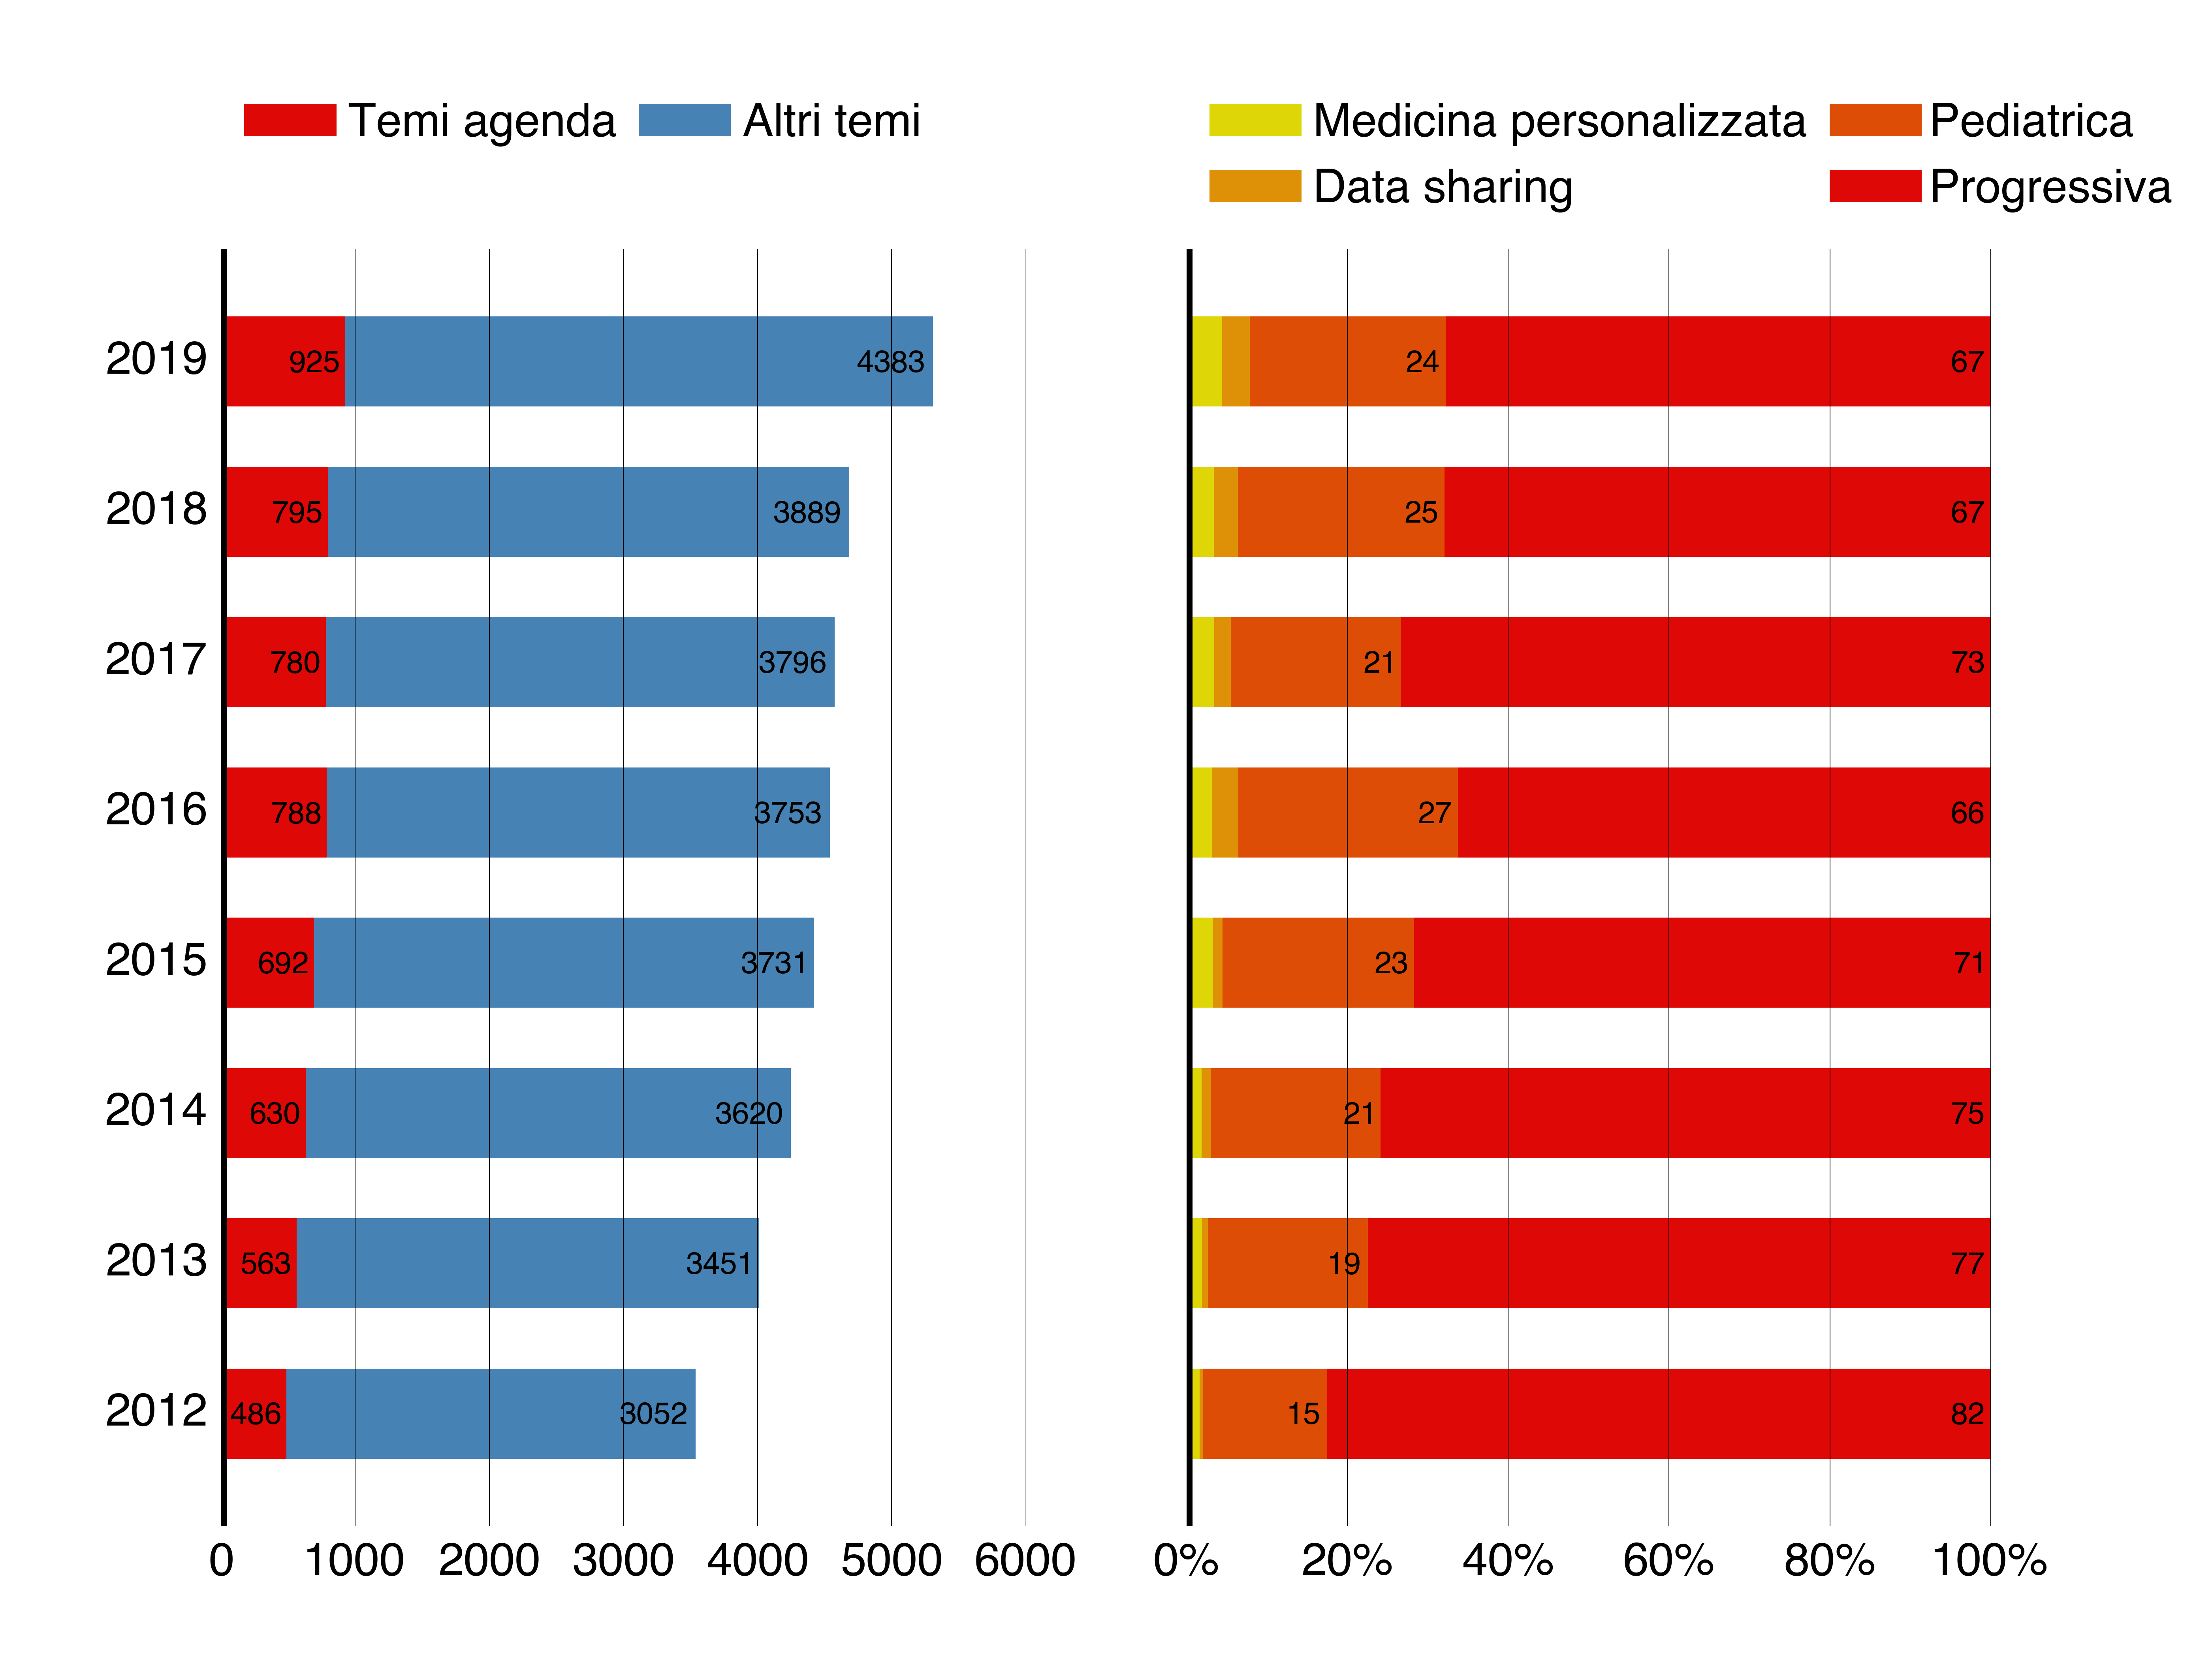 Temi agenda Altri temi
Medicina personalizzata Pediatrica
Data sharing Progressiva
2019 925 4383 24 67
2018 795 3889 25 67
2017 780 3796 21 73
2016 788 3753 27 66
2015 692 3731 23 71
2014 630 3620 21 75
2013 563 3451 19 77
2012 486 3052 15 82
0 1000 2000 3000 4000 5000 6000
0% 20% 40% 60% 80% 100%